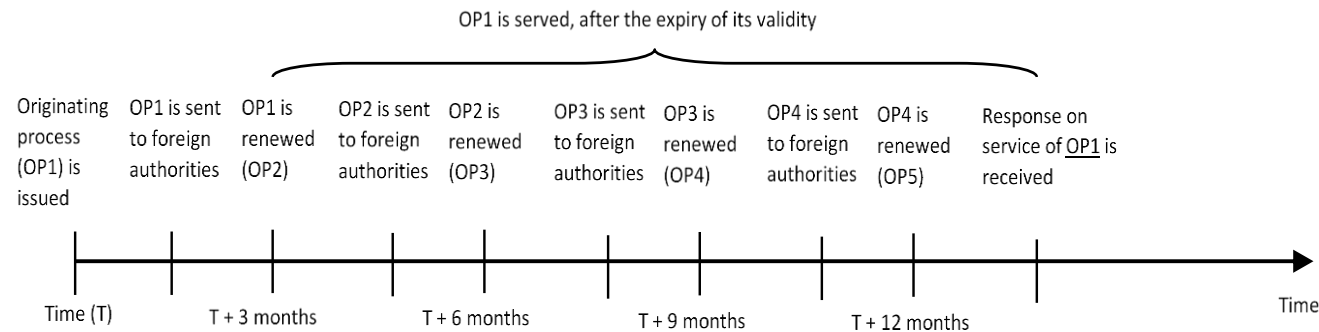 OP1 is served, after the expiry of its validity
Originating
process
(OP1) is
issued
OP1 is sent
to foreign
authorities
OP1 is
renewed
(OP2)
OP2 is sent
to foreign
authorities
OP2 is
renewed
(OP3)
OP3 is sent
to foreign
authorities
OP3 is
renewed
(OP4)
OP4 is sent
to foreign
authorities
OP4 is
renewed
(OP5)
Response on
service of OP1 is
received
Time (T)
T + 3 months
T + 6 months
T + 9 months
T + 12 months
Time